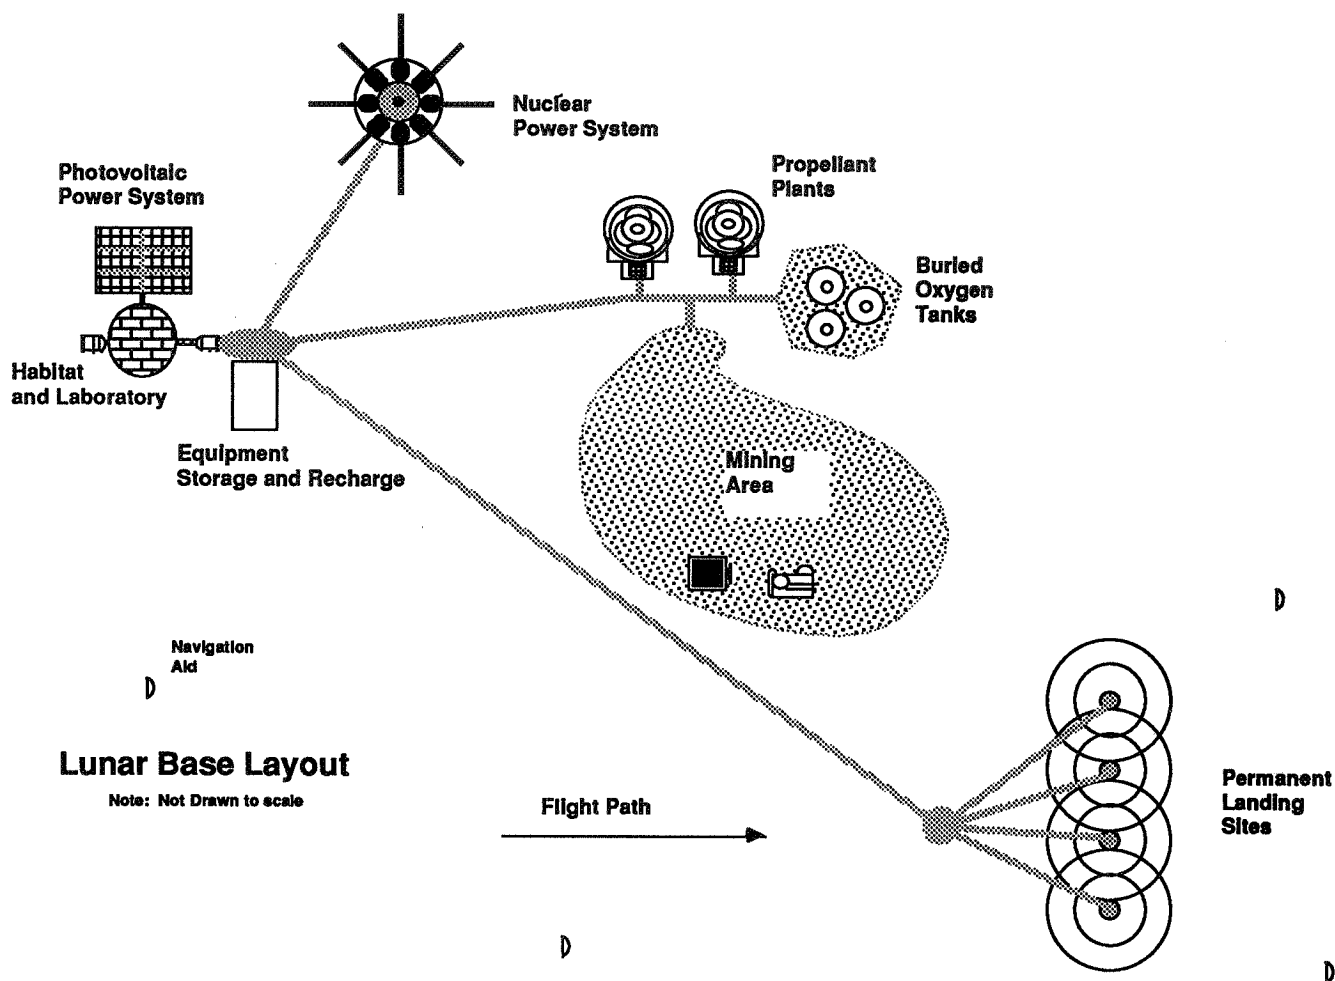 Nuclear
Power System
Photovoltaic
Power System
Propellant
Plants
Buried
Oxygen
Tanks
Habitat
and Laboratory
Equipment
Storage and Recharge
Mining
Area
Navigation
Aid
Lunar Base Layout
Note: Not Drawn to scale
Flight Path
Permanent
Landing
Sites